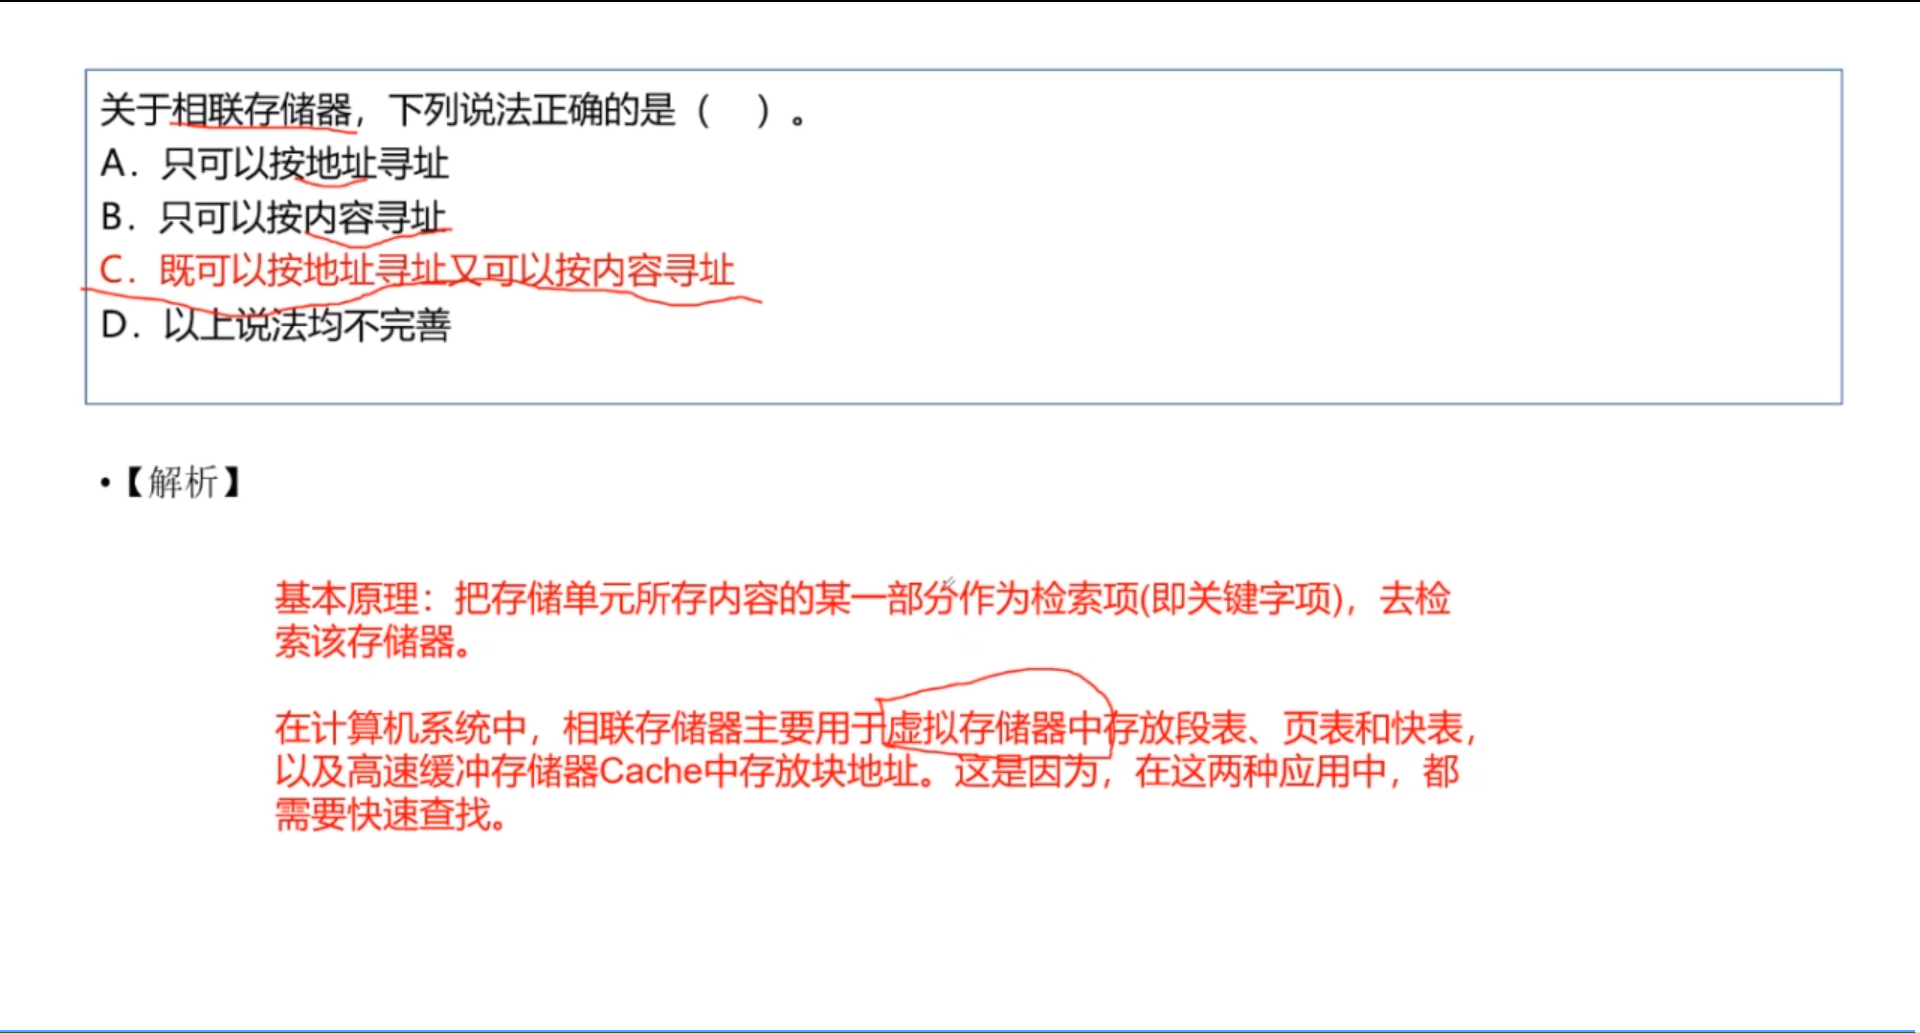 关于相联存储器，下列说法正确的是（　）。
A．只可以按地址寻址
B．只可以按内容寻址
C．既可以按地址寻址又可以按内容寻址
D．以上说法均不完善
•【解析】
基本原理：把存储单元所存内容的某一部分作为检索项(即关键字项)，去检
索该存储器。
在计算机系统中，相联存储器主要用于虚拟存储器中存放段表、页表和快表，
以及高速缓冲存储器Cache中存放块地址。这是因为，在这两种应用中，都
需要快速查找。